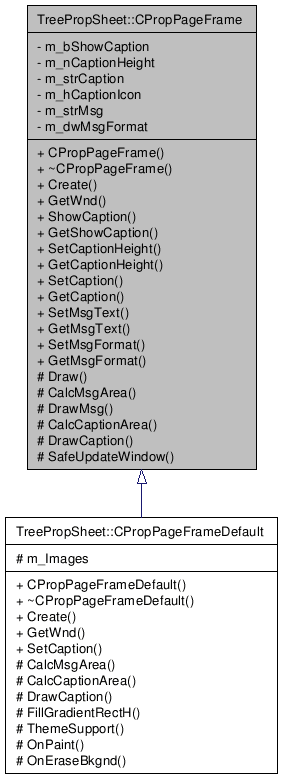 TreePropSheet::CPropPageFrame
- m_bShowCaption
- m_nCaptionHeight
- m_strCaption
- m_hCaptionIcon
- m_strMsg
- m_dwMsgFormat
+ CPropPageFrame()
+ ~CPropPageFrame()
+ Create()
+ GetWnd()
+ ShowCaption()
+ GetShowCaption()
+ SetCaptionHeight()
+ GetCaptionHeight()
+ SetCaption()
+ GetCaption()
+ SetMsgText()
+ GetMsgText()
+ SetMsgFormat()
+ GetMsgFormat()
# Draw()
# CalcMsgArea()
# DrawMsg()
# CalcCaptionArea()
# DrawCaption()
# SafeUpdateWindow()
TreePropSheet::CPropPageFrameDefault
# m_Images
+ CPropPageFrameDefault()
+ ~CPropPageFrameDefault()
+ Create()
+ GetWnd()
+ SetCaption()
# CalcMsgArea()
# CalcCaptionArea()
# DrawCaption()
# FillGradientRectH()
# ThemeSupport()
# OnPaint()
# OnEraseBkgnd()